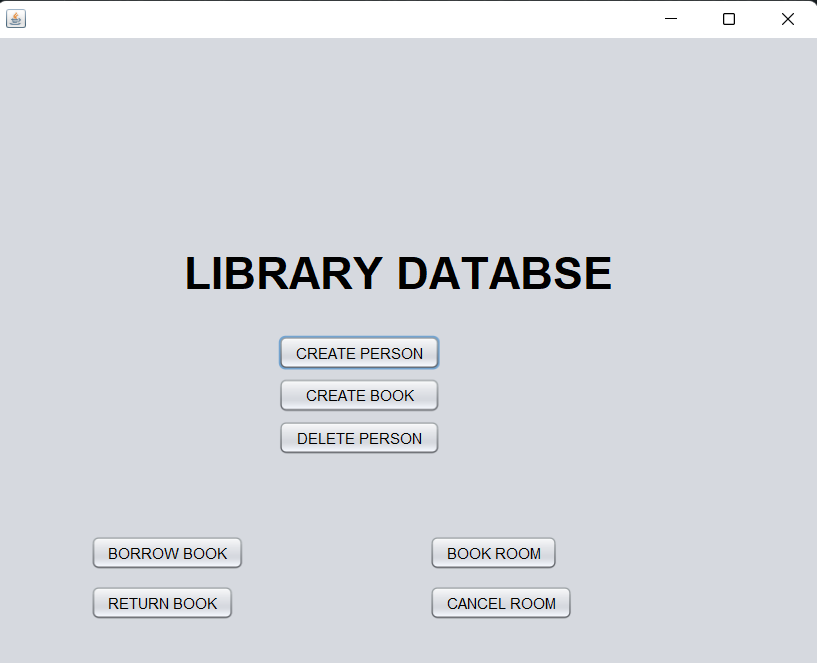 LIBRARY DATABSE
CREATE PERSON
CREATE BOOK
DELETE PERSON
BORROW BOOK
BOOK ROOM
RETURN BOOK
CANCEL ROOM